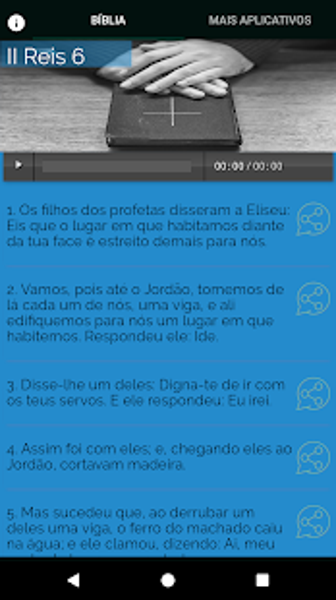 BÍBLIA MAIS APLICATIVOS
II Reis 6
00:00 / 00:00
1. Os filhos dos profetas disseram a Eliseu:
Eis que o lugar em que habitamos diante
da tua face é estreito demais para nós.
2. Vamos, pois até o Jordão, tomemos de
lá cada um de nós, uma viga, e ali
edifiquemos para nós um lugar em que
habitemos. Respondeu ele: Ide.
3. Disse-lhe um deles: Digna-te de ir com
os teus servos. E ele respondeu: Eu irei.
4. Assim foi com eles; e, chegando eles ao
Jordão, cortavam madeira.
5. Mas sucedeu que, ao derrubar um
deles uma viga, o ferro do machado caiu
na água; e ele clamou, dizendo: Ai, meu